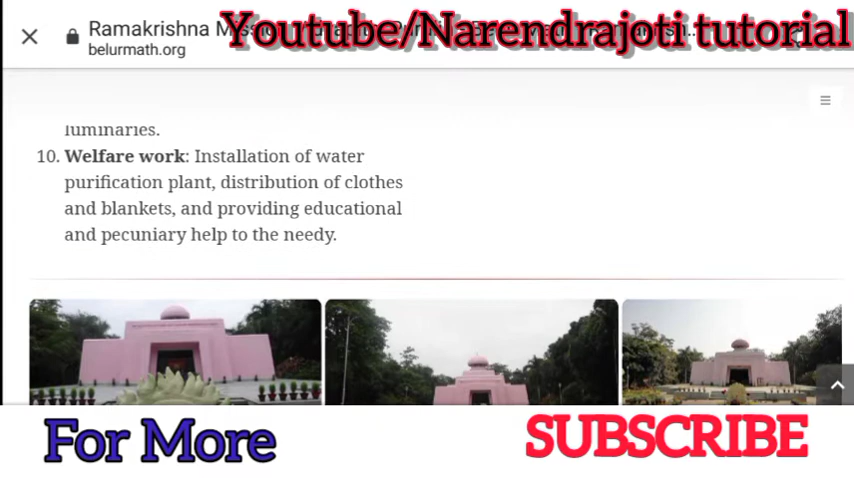 Youtube/Narendrajoti tutorial
Ramakrishna
belurmath.org
luminaries.
10. Welfare work: Installation of water
purification plant, distribution of clothes
and blankets, and providing educational
and pecuniary help to the needy.
For More
SUBSCRIBE